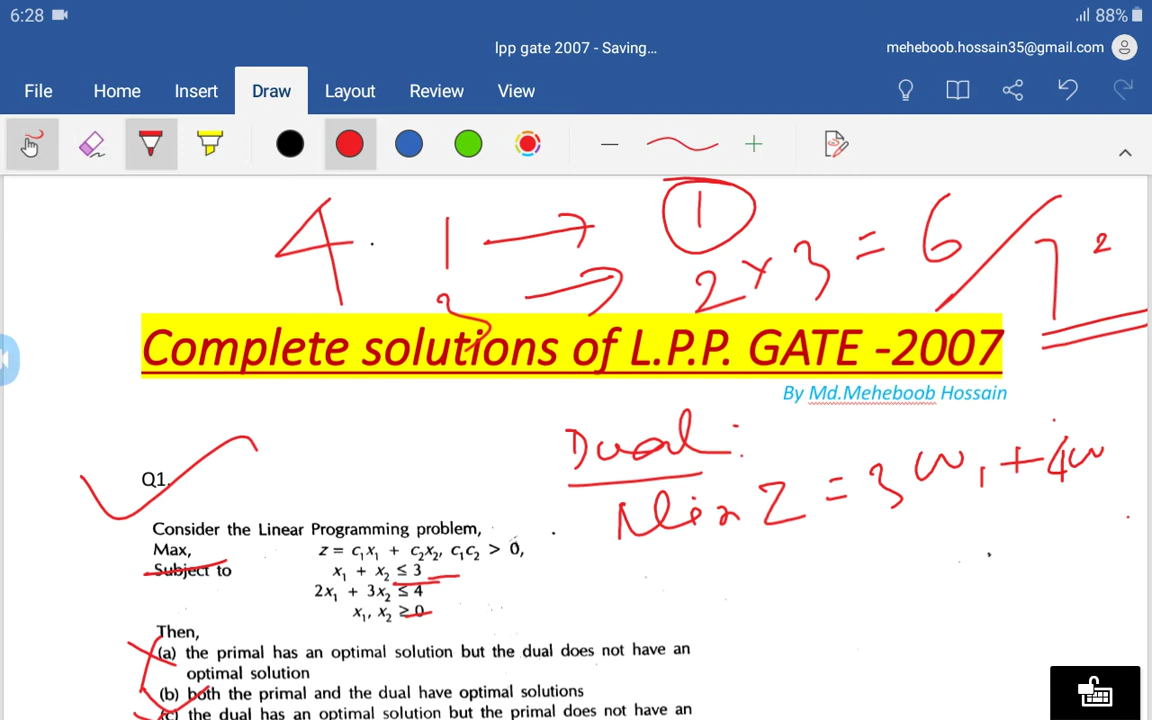 6:28 88%
lpp gate 2007 - Saving... meheboob.hossain35@gmail.com
File Home Insert Draw Layout Review View
4. 1 → 1
3 → 2 × 3 = 6 / 7 2
Complete solutions of L.P.P. GATE -2007
By Md.Meheboob Hossain
Dual :
Min Z = 3w₁ + 4w
Q1.
Consider the Linear Programming problem,
Max, z = c₁x₁ + c₂x₂, c₁c₂ > 0,
Subject to x₁ + x₂ ≤ 3
2x₁ + 3x₂ ≤ 4
x₁, x₂ ≥ 0
Then,
(a) the primal has an optimal solution but the dual does not have an
optimal solution
(b) both the primal and the dual have optimal solutions
(c) the dual has an optimal solution but the primal does not have an